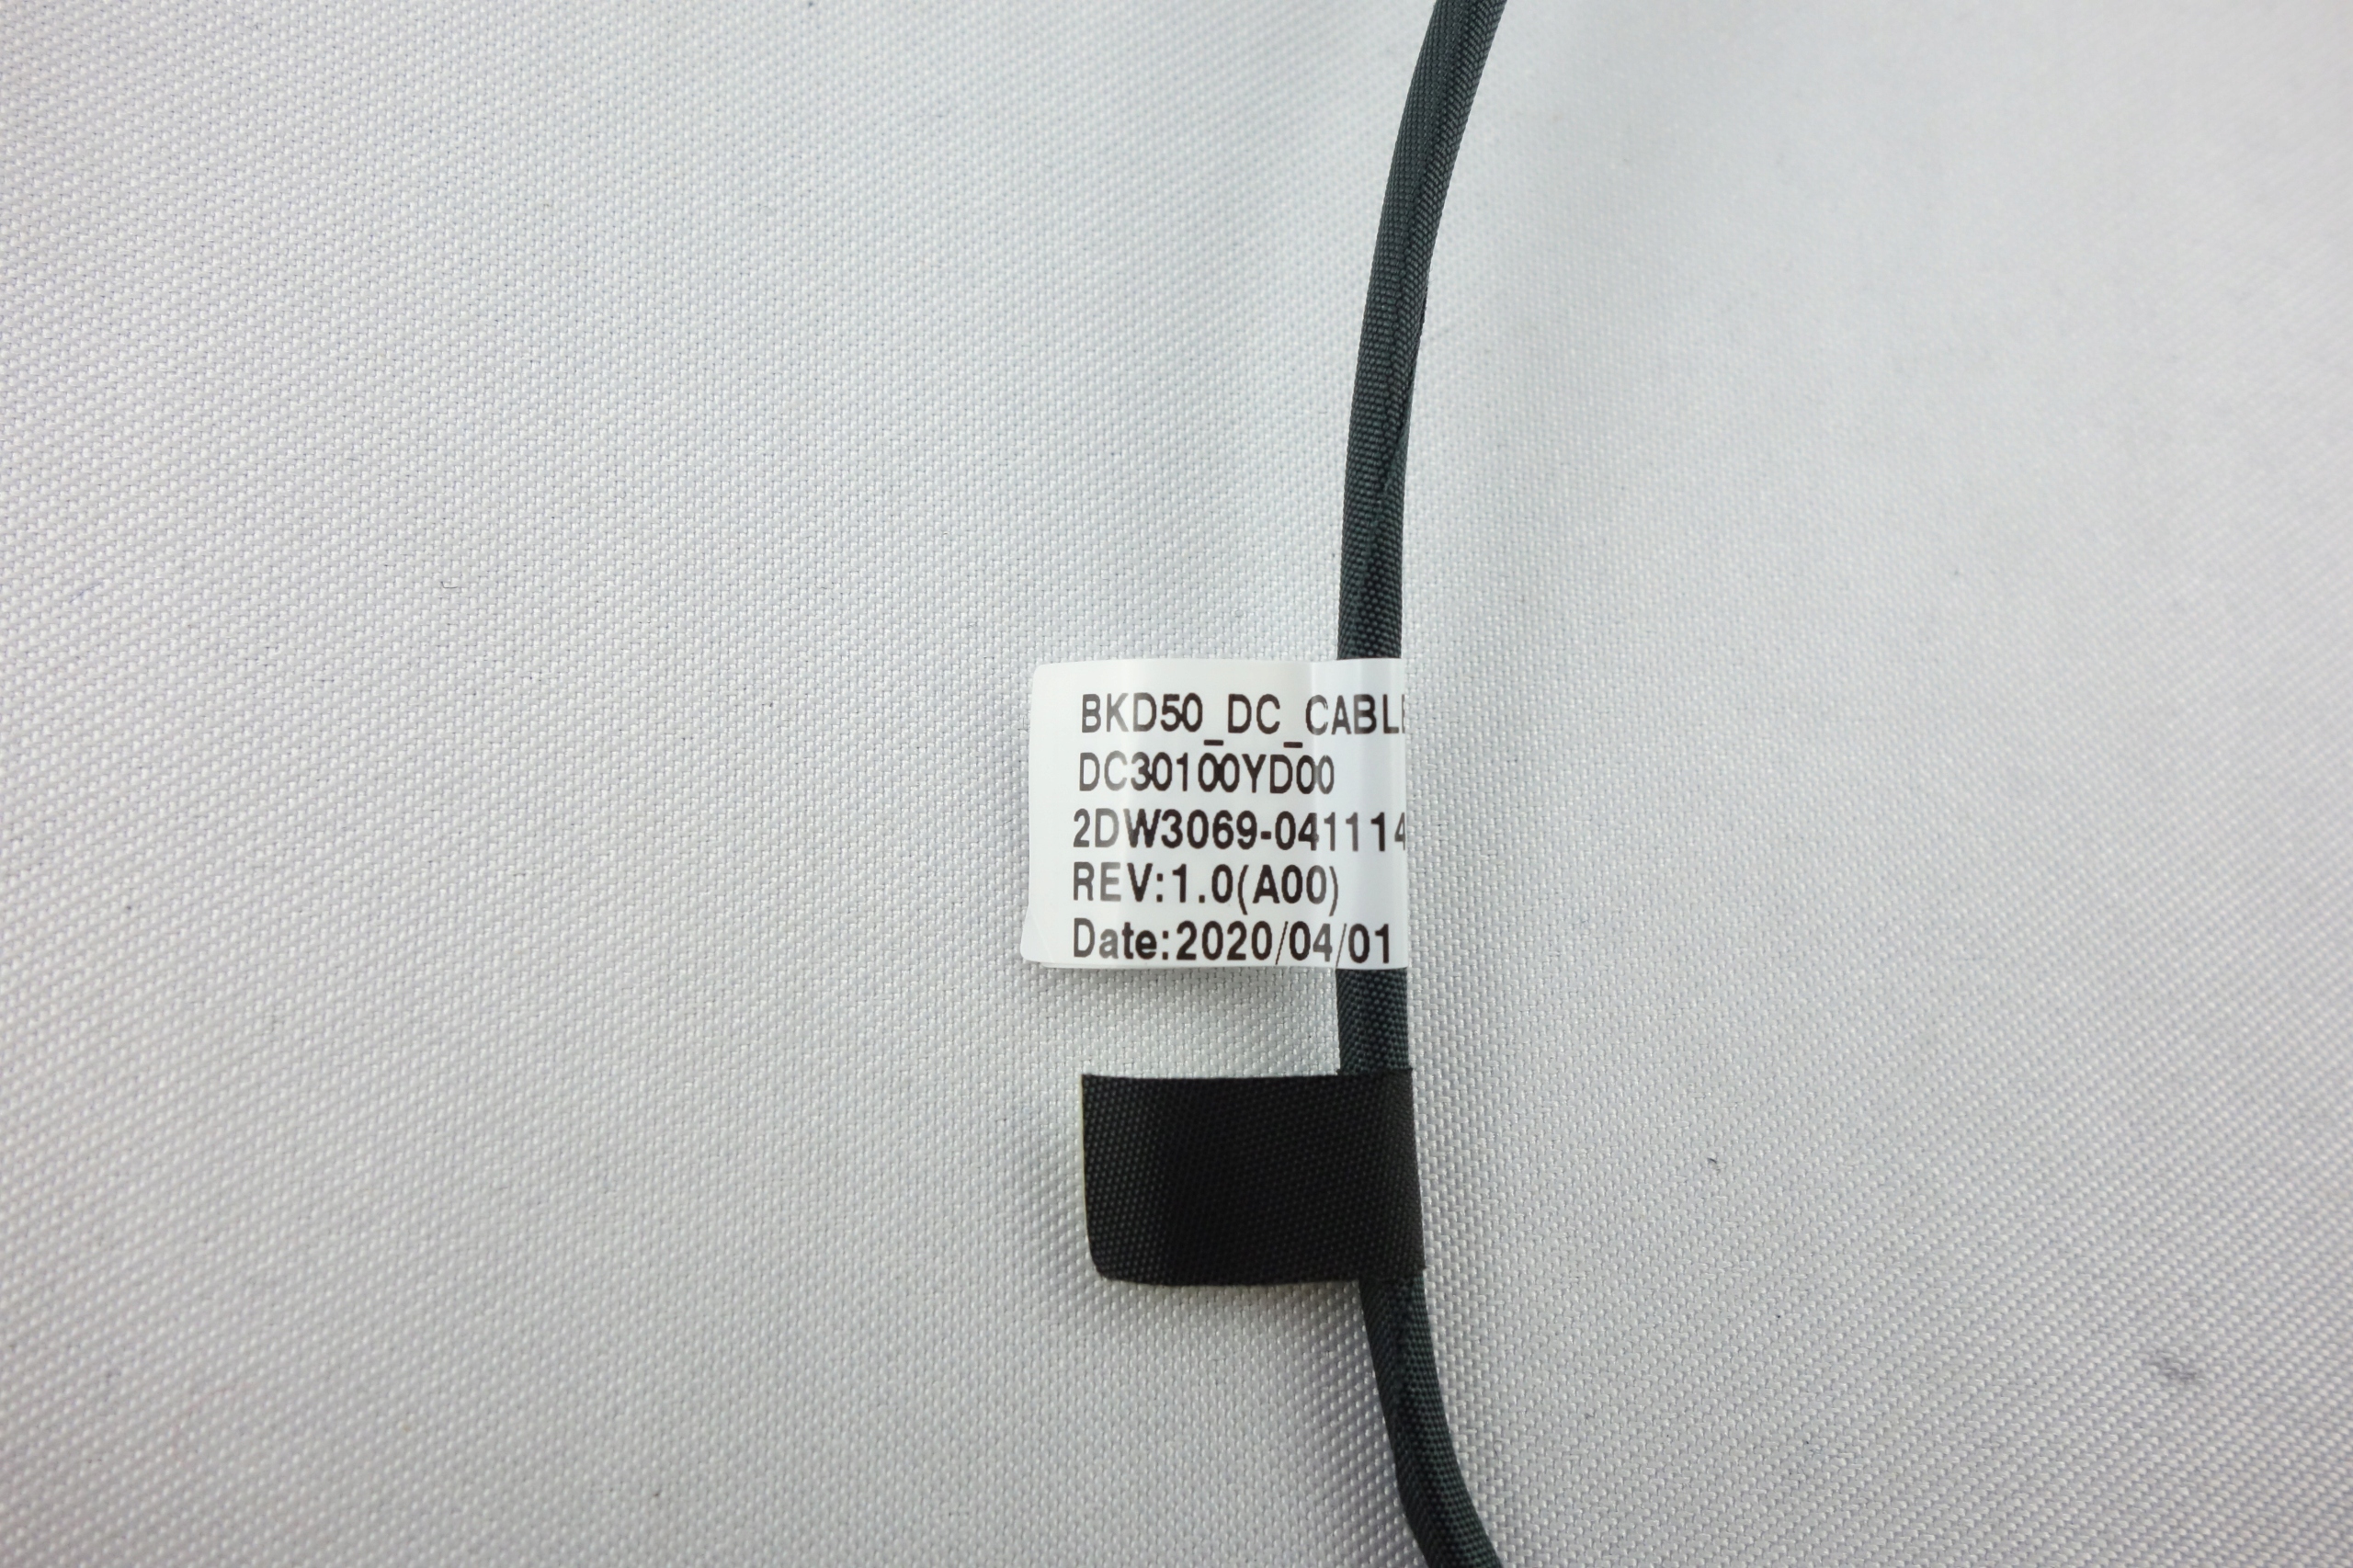 BKD50_DC_CABLE
DC30100YD00
2DW3069-041114
REV:1.0(A00)
Date:2020/04/01